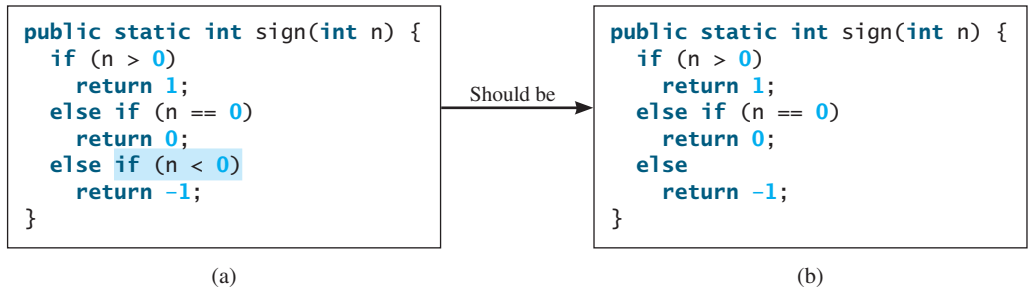 public static int sign(int n) {
if (n > 0)
return 1;
else if (n == 0)
return 0;
else if (n < 0)
return –1;
}
(a)
Should be
public static int sign(int n) {
if (n > 0)
return 1;
else if (n == 0)
return 0;
else
return –1;
}
(b)